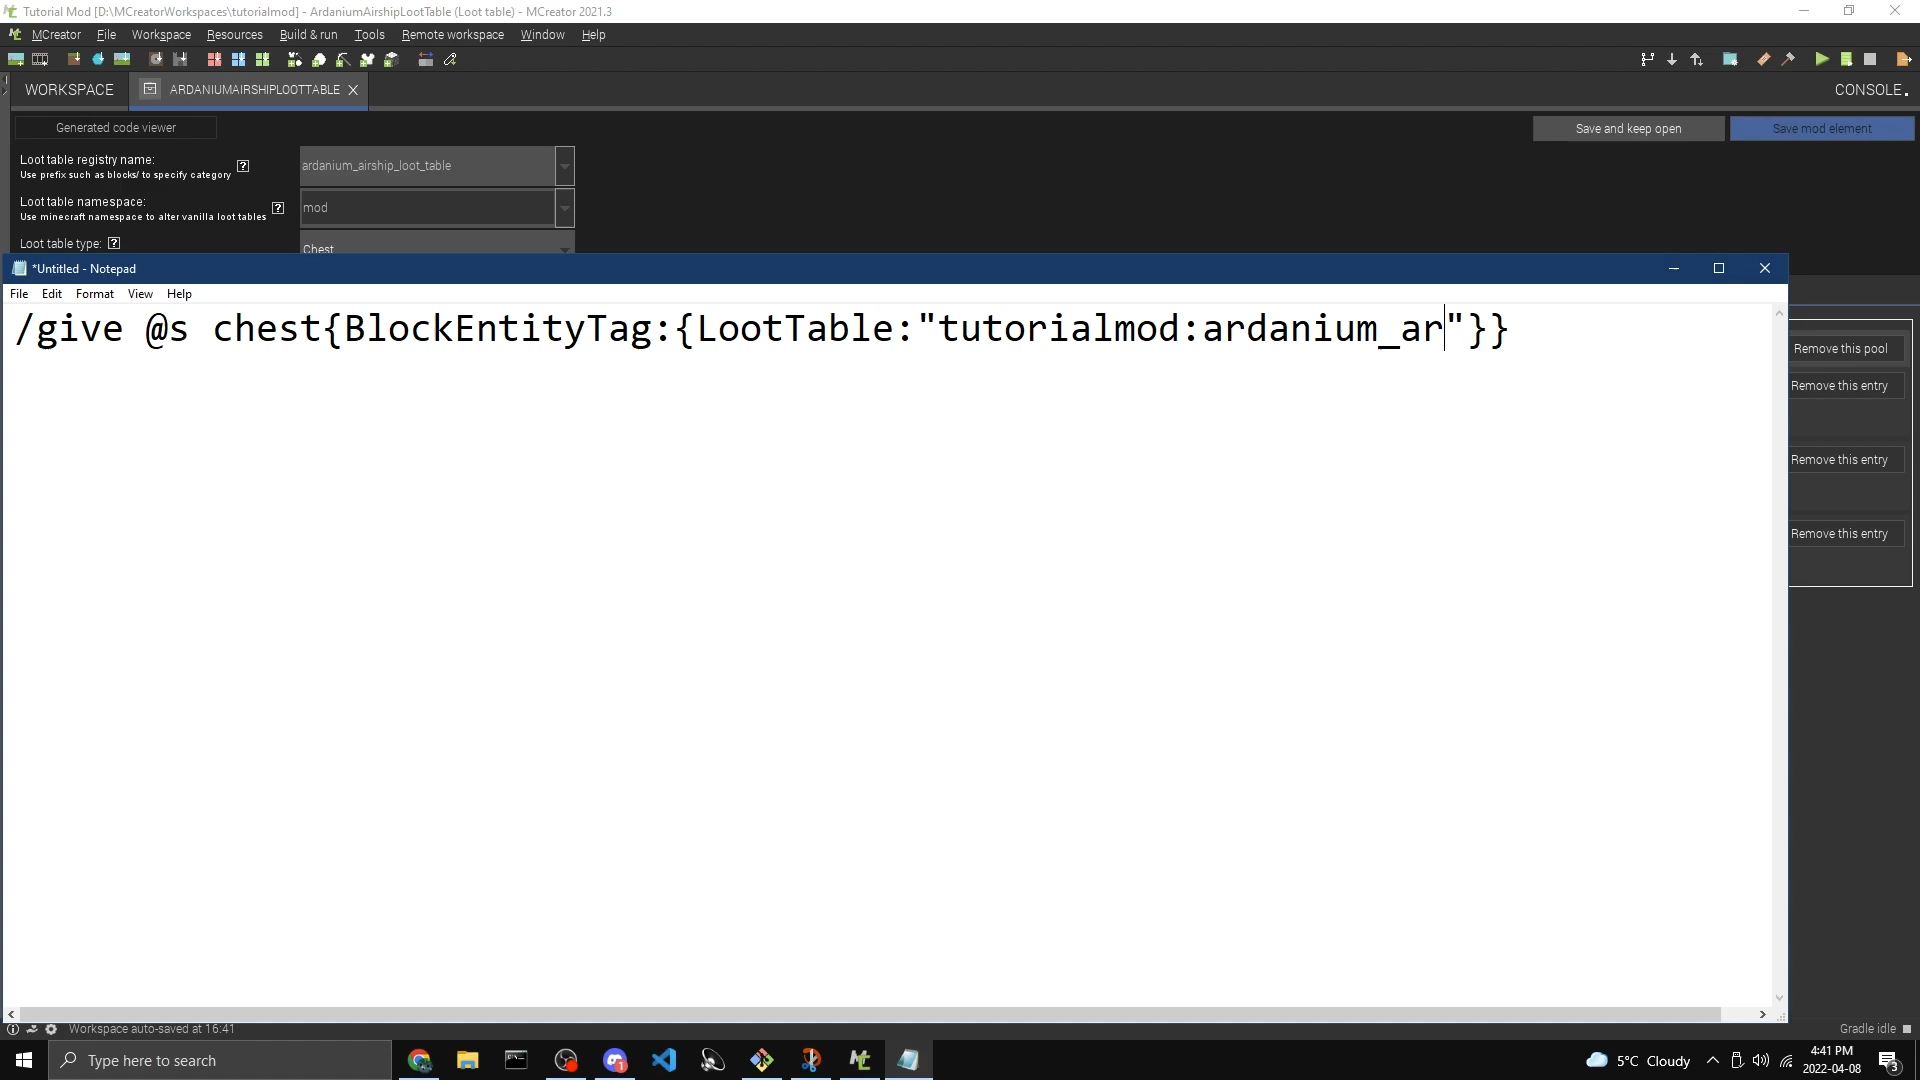 Tutorial Mod [D:\MCreatorWorkspaces\tutorialmod] - ArdaniumAirshipLootTable (Loot table) - MCreator 2021.3
MCreator File Workspace Resources Build & run Tools Remote workspace Window Help
WORKSPACE ARDANIUMAIRSHIPLOOTTABLE CONSOLE
Generated code viewer Save and keep open Save mod element
Loot table registry name: ardanium_airship_loot_table
Use prefix such as blocks/ to specify category
Loot table namespace: mod
Use minecraft namespace to alter vanilla loot tables
Loot table type: Chest
*Untitled - Notepad
File Edit Format View Help
/give @s chest{BlockEntityTag:{LootTable:"tutorialmod:ardanium_ar"}}
Remove this pool
Remove this entry
Remove this entry
Remove this entry
Workspace auto-saved at 16:41 Gradle idle
Type here to search 5°C Cloudy 4:41 PM
2022-04-08
3